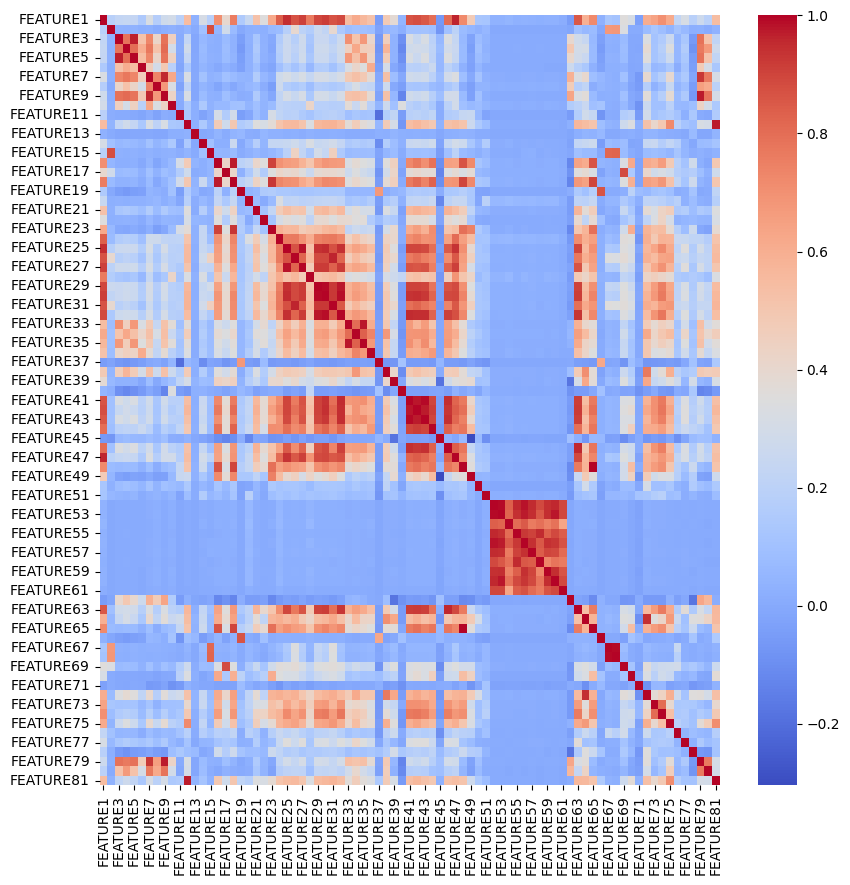 FEATURE1
FEATURE3
FEATURE5
FEATURE7
FEATURE9
FEATURE11
FEATURE13
FEATURE15
FEATURE17
FEATURE19
FEATURE21
FEATURE23
FEATURE25
FEATURE27
FEATURE29
FEATURE31
FEATURE33
FEATURE35
FEATURE37
FEATURE39
FEATURE41
FEATURE43
FEATURE45
FEATURE47
FEATURE49
FEATURE51
FEATURE53
FEATURE55
FEATURE57
FEATURE59
FEATURE61
FEATURE63
FEATURE65
FEATURE67
FEATURE69
FEATURE71
FEATURE73
FEATURE75
FEATURE77
FEATURE79
FEATURE81
FEATURE1
FEATURE3
FEATURE5
FEATURE7
FEATURE9
FEATURE11
FEATURE13
FEATURE15
FEATURE17
FEATURE19
FEATURE21
FEATURE23
FEATURE25
FEATURE27
FEATURE29
FEATURE31
FEATURE33
FEATURE35
FEATURE37
FEATURE39
FEATURE41
FEATURE43
FEATURE45
FEATURE47
FEATURE49
FEATURE51
FEATURE53
FEATURE55
FEATURE57
FEATURE59
FEATURE61
FEATURE63
FEATURE65
FEATURE67
FEATURE69
FEATURE71
FEATURE73
FEATURE75
FEATURE77
FEATURE79
FEATURE81
1.0
0.8
0.6
0.4
0.2
0.0
−0.2